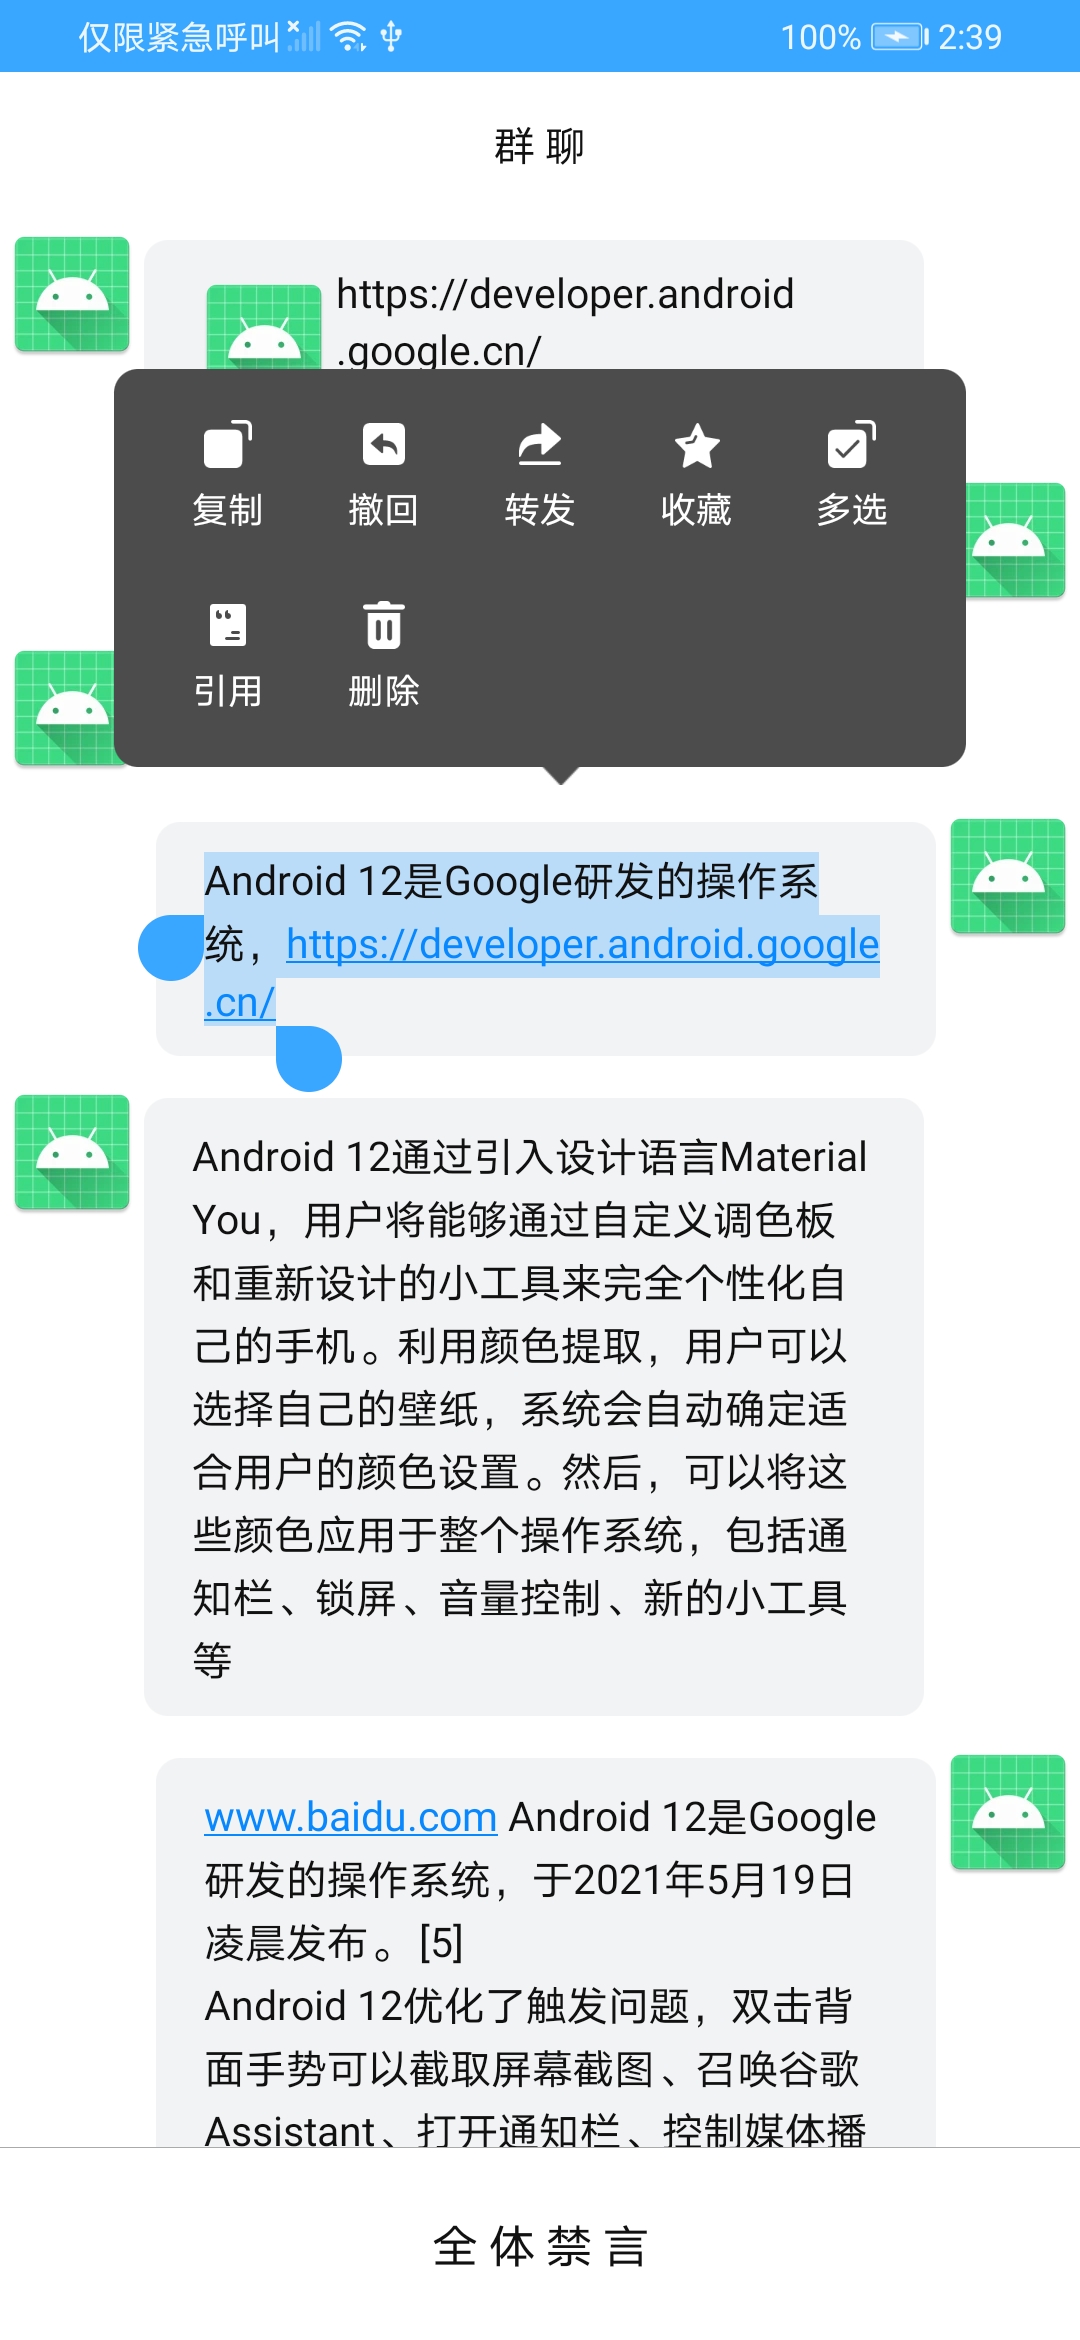 仅限紧急呼叫 100% 2:39
群 聊
https://developer.android
.google.cn/
复制 撤回 转发 收藏 多选
引用 删除
Android 12是Google研发的操作系
统，https://developer.android.google
.cn/
Android 12通过引入设计语言Material
You，用户将能够通过自定义调色板
和重新设计的小工具来完全个性化自
己的手机。利用颜色提取，用户可以
选择自己的壁纸，系统会自动确定适
合用户的颜色设置。然后，可以将这
些颜色应用于整个操作系统，包括通
知栏、锁屏、音量控制、新的小工具
等
www.baidu.com Android 12是Google
研发的操作系统，于2021年5月19日
凌晨发布。[5]
Android 12优化了触发问题，双击背
面手势可以截取屏幕截图、召唤谷歌
Assistant、打开通知栏、控制媒体播
全 体 禁 言